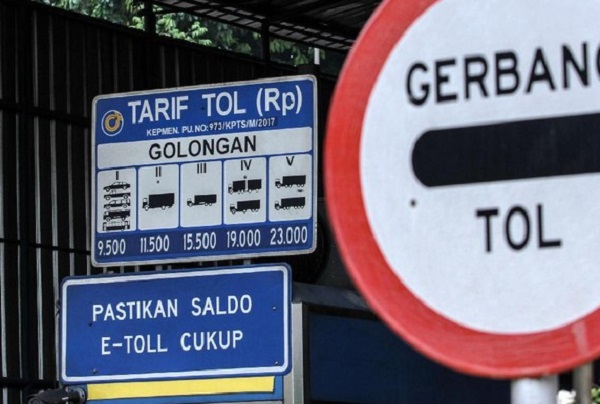 TARIF TOL (Rp)
KEPMEN. PU.NO:973/KPTS/M/2017
GOLONGAN
I II III IV V
9.500 11.500 15.500 19.000 23.000
PASTIKAN SALDO
E-TOLL CUKUP
GERBANG
TOL